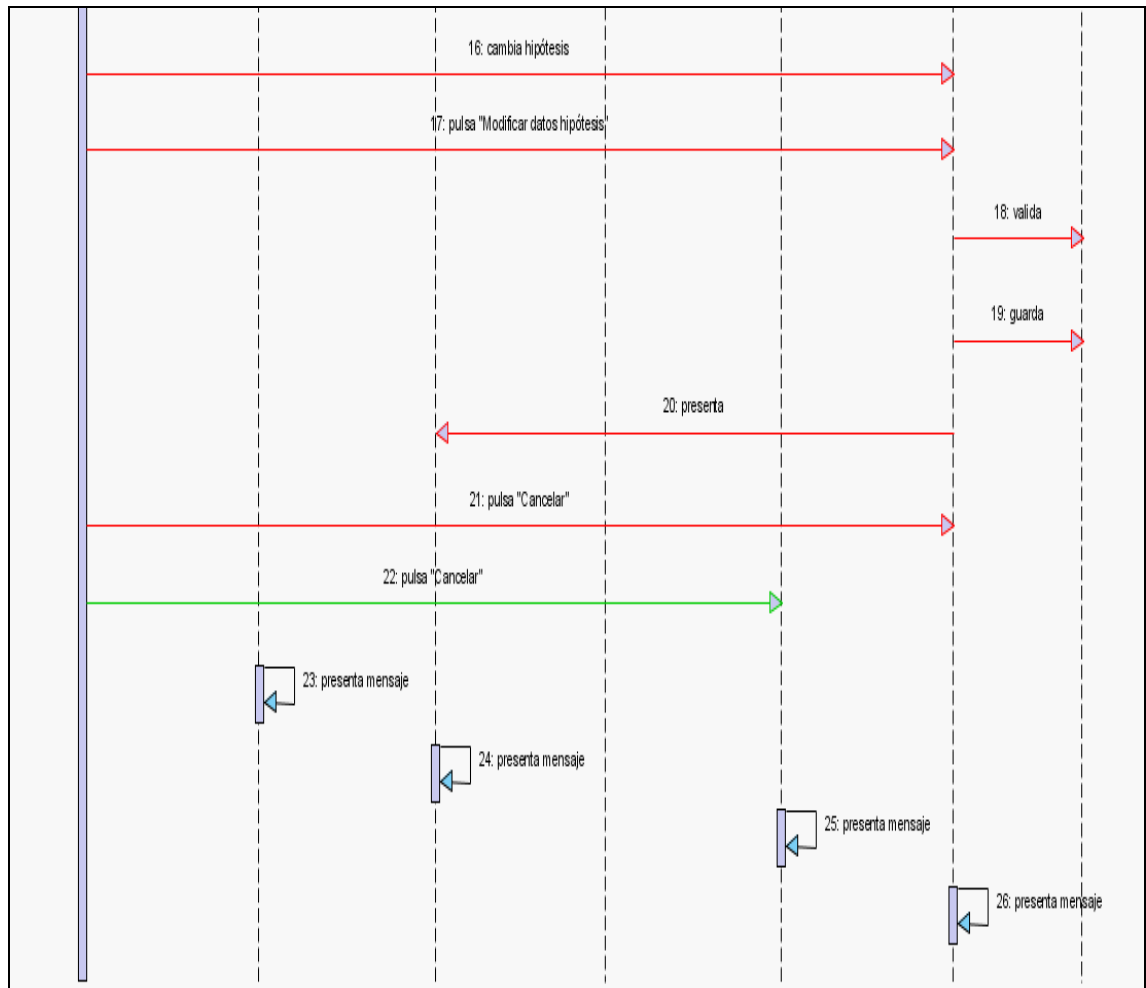 16: cambia hipótesis
17: pulsa "Modificar datos hipótesis"
18: valida
19: guarda
20: presenta
21: pulsa "Cancelar"
22: pulsa "Cancelar"
23: presenta mensaje
24: presenta mensaje
25: presenta mensaje
26: presenta mensaje